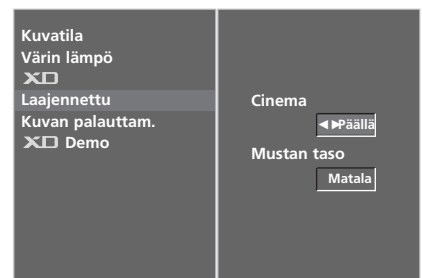 Kuvatila
Värin lämpö
XD
Laajennettu
Kuvan palauttam.
XD Demo
Cinema
◄►Päällä
Mustan taso
Matala